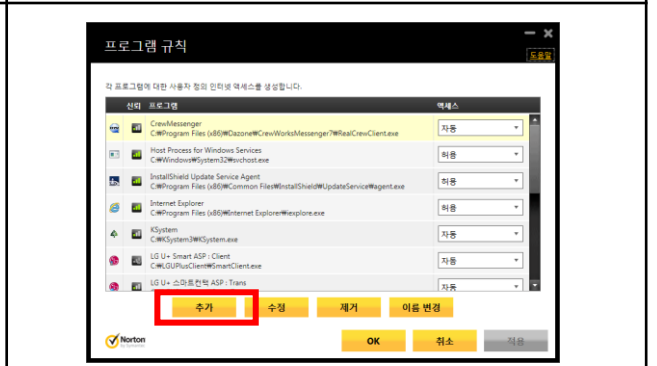 프로그램 규칙
도움말
각 프로그램에 대한 사용자 정의 인터넷 액세스를 생성합니다.
신뢰 프로그램 액세스
CrewMessenger 자동
C:₩Program Files (x86)₩Dazone₩CrewWorksMessenger7₩RealCrewClient.exe
Host Process for Windows Services 허용
C:₩Windows₩System32₩svchost.exe
InstallShield Update Service Agent 허용
C:₩Program Files (x86)₩Common Files₩InstallShield₩UpdateService₩agent.exe
Internet Explorer 허용
C:₩Program Files (x86)₩Internet Explorer₩iexplore.exe
KSystem 자동
C:₩KSystem3₩KSystem.exe
LG U+ Smart ASP : Client 자동
C:₩LGUPlusClient₩SmartClient.exe
LG U+ 스마트컨택 ASP : Trans 자동
추가 수정 제거 이름 변경
Norton
by Symantec
OK 취소 적용